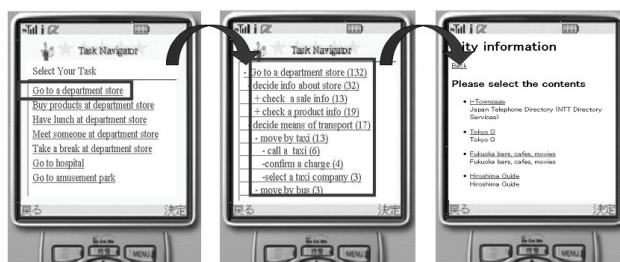 Task Navigator
Select Your Task
Go to a department store
Buy products at department store
Have lunch at department store
Meet someone at department store
Take a break at department store
Go to hospital
Go to amusement park
戻る 決定
MENU
Task Navigator
- Go to a department store (132)
- decide info about store (32)
+ check a sale info (13)
+ check a product info (19)
- decide means of transport (17)
- move by taxi (13)
- call a taxi (6)
-confirm a charge (4)
-select a taxi company (3)
- move by bus (3)
戻る 決定
MENU
ity information
Back
Please select the contents
• i-Townpage
Japan Telephone Directory (NTT Directory
Services)
• Tokyo Q
Tokyo Q
• Fukuoka bars, cafes, movies
Fukuoka bars, cafes, movies
• Hiroshima Guide
Hiroshima Guide
戻る 決定
MENU